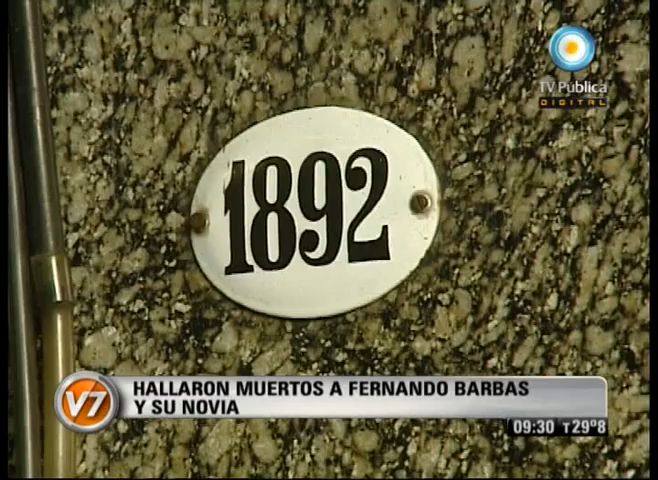 TV Pública
DIGITAL
1892
V7
HALLARON MUERTOS A FERNANDO BARBAS
Y SU NOVIA
09:30 T29º8